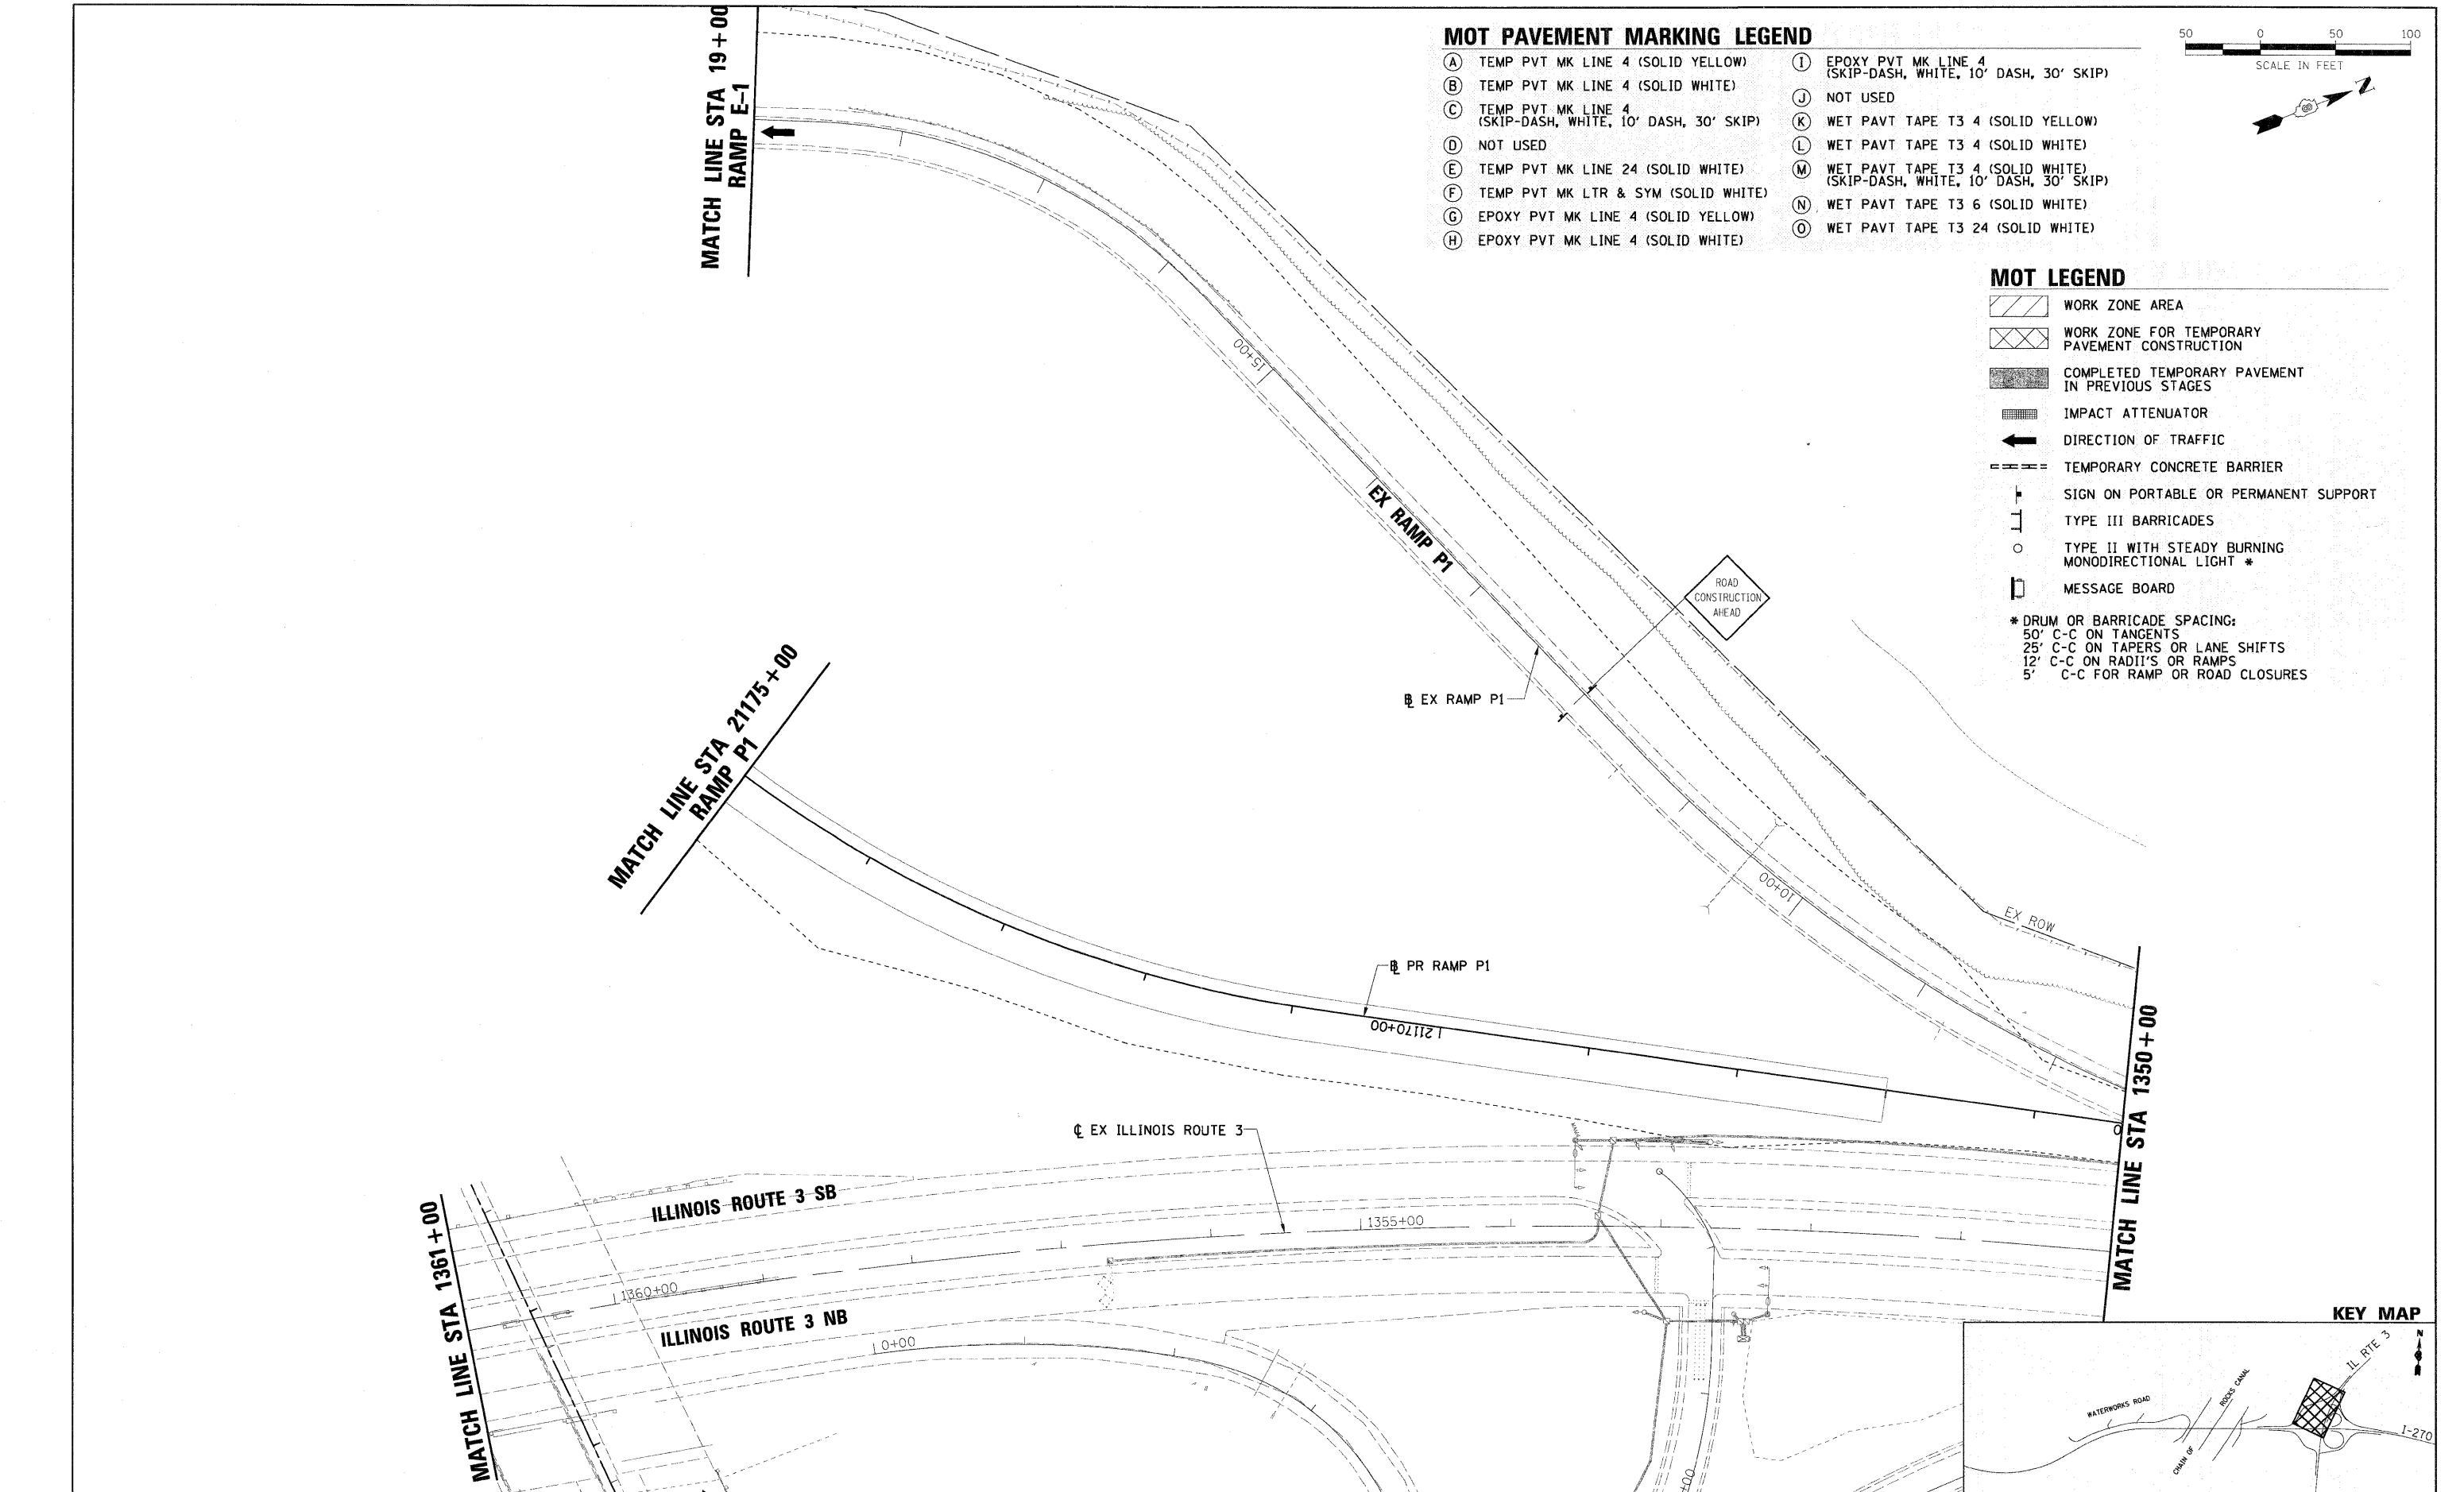 MATCH LINE STA 19+00
RAMP E-1
MOT PAVEMENT MARKING LEGEND
A TEMP PVT MK LINE 4 (SOLID YELLOW)
B TEMP PVT MK LINE 4 (SOLID WHITE)
C TEMP PVT MK LINE 4
(SKIP-DASH, WHITE, 10' DASH, 30' SKIP)
D NOT USED
E TEMP PVT MK LINE 24 (SOLID WHITE)
F TEMP PVT MK LTR & SYM (SOLID WHITE)
G EPOXY PVT MK LINE 4 (SOLID YELLOW)
H EPOXY PVT MK LINE 4 (SOLID WHITE)
I EPOXY PVT MK LINE 4
(SKIP-DASH, WHITE, 10' DASH, 30' SKIP)
J NOT USED
K WET PAVT TAPE T3 4 (SOLID YELLOW)
L WET PAVT TAPE T3 4 (SOLID WHITE)
M WET PAVT TAPE T3 4 (SOLID WHITE)
(SKIP-DASH, WHITE, 10' DASH, 30' SKIP)
N WET PAVT TAPE T3 6 (SOLID WHITE)
O WET PAVT TAPE T3 24 (SOLID WHITE)
50 0 50 100
SCALE IN FEET
N
MOT LEGEND
WORK ZONE AREA
WORK ZONE FOR TEMPORARY
PAVEMENT CONSTRUCTION
COMPLETED TEMPORARY PAVEMENT
IN PREVIOUS STAGES
IMPACT ATTENUATOR
DIRECTION OF TRAFFIC
TEMPORARY CONCRETE BARRIER
SIGN ON PORTABLE OR PERMANENT SUPPORT
TYPE III BARRICADES
TYPE II WITH STEADY BURNING
MONODIRECTIONAL LIGHT *
MESSAGE BOARD
* DRUM OR BARRICADE SPACING:
50' C-C ON TANGENTS
25' C-C ON TAPERS OR LANE SHIFTS
12' C-C ON RADII'S OR RAMPS
5' C-C FOR RAMP OR ROAD CLOSURES
15+00
EX RAMP P1
ROAD
CONSTRUCTION
AHEAD
BL EX RAMP P1
MATCH LINE STA 21175+00
RAMP P1
10+00
EX ROW
BL PR RAMP P1
21170+00
MATCH LINE STA 1350+00
CL EX ILLINOIS ROUTE 3
ILLINOIS ROUTE 3 SB
1355+00
1360+00
ILLINOIS ROUTE 3 NB
0+00
MATCH LINE STA 1361+00
KEY MAP
N
IL RTE 3
WATERWORKS ROAD
CHAIN OF
ROCKS CANAL
I-270